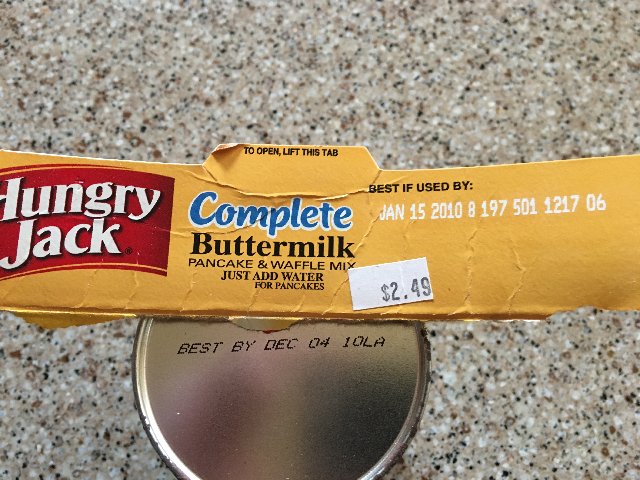 TO OPEN, LIFT THIS TAB
Hungry
Jack®
Complete
Buttermilk
PANCAKE & WAFFLE MIX
JUST ADD WATER
FOR PANCAKES
BEST IF USED BY:
JAN 15 2010 8 197 501 1217 06
$2.49
BEST BY DEC 04 10LA